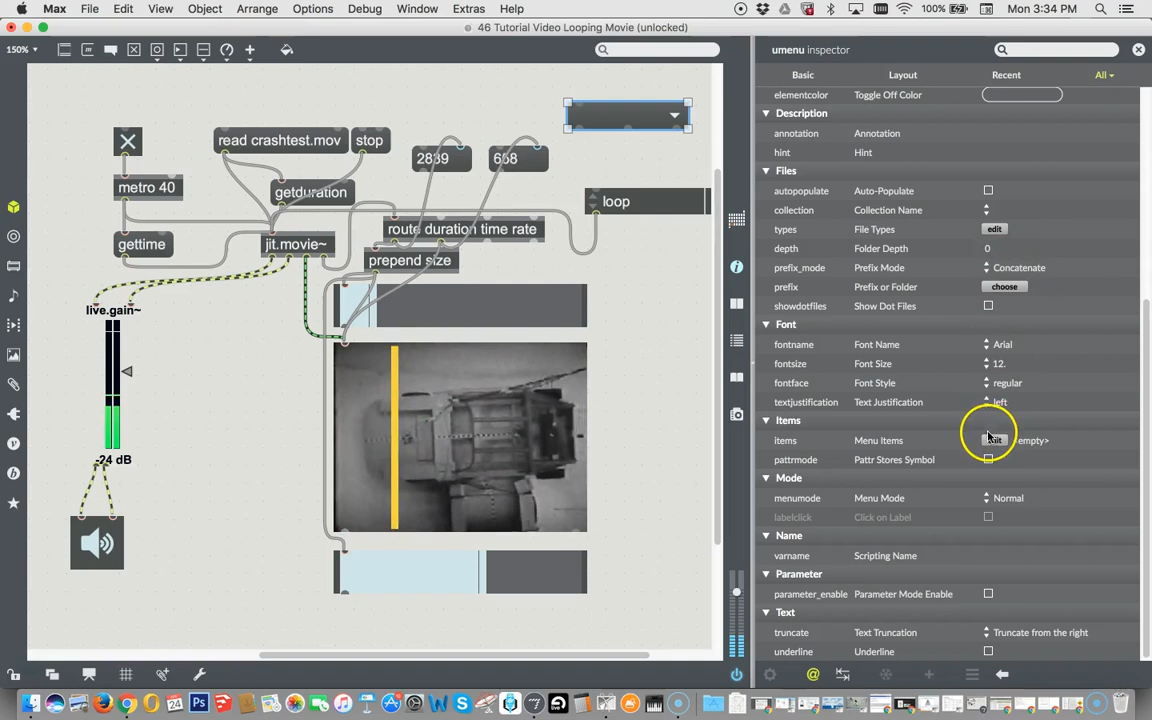 Max File Edit View Object Arrange Options Debug Window Extras Help 100% Mon 3:34 PM
46 Tutorial Video Looping Movie (unlocked)
150%
umenu inspector
Basic Layout Recent All
elementcolor Toggle Off Color
Description
annotation Annotation
hint Hint
Files
autopopulate Auto-Populate
collection Collection Name
types File Types edit
depth Folder Depth 0
prefix_mode Prefix Mode Concatenate
prefix Prefix or Folder choose
showdotfiles Show Dot Files
Font
fontname Font Name Arial
fontsize Font Size 12.
fontface Font Style regular
textjustification Text Justification left
Items
items Menu Items empty>
pattrmode Pattr Stores Symbol
Mode
menumode Menu Mode Normal
labelclick Click on Label
Name
varname Scripting Name
Parameter
parameter_enable Parameter Mode Enable
Text
truncate Text Truncation Truncate from the right
underline Underline
read crashtest.mov stop
2839
metro 40
getduration
loop
route duration time rate
gettime jit.movie~
prepend size
live.gain~
-24 dB